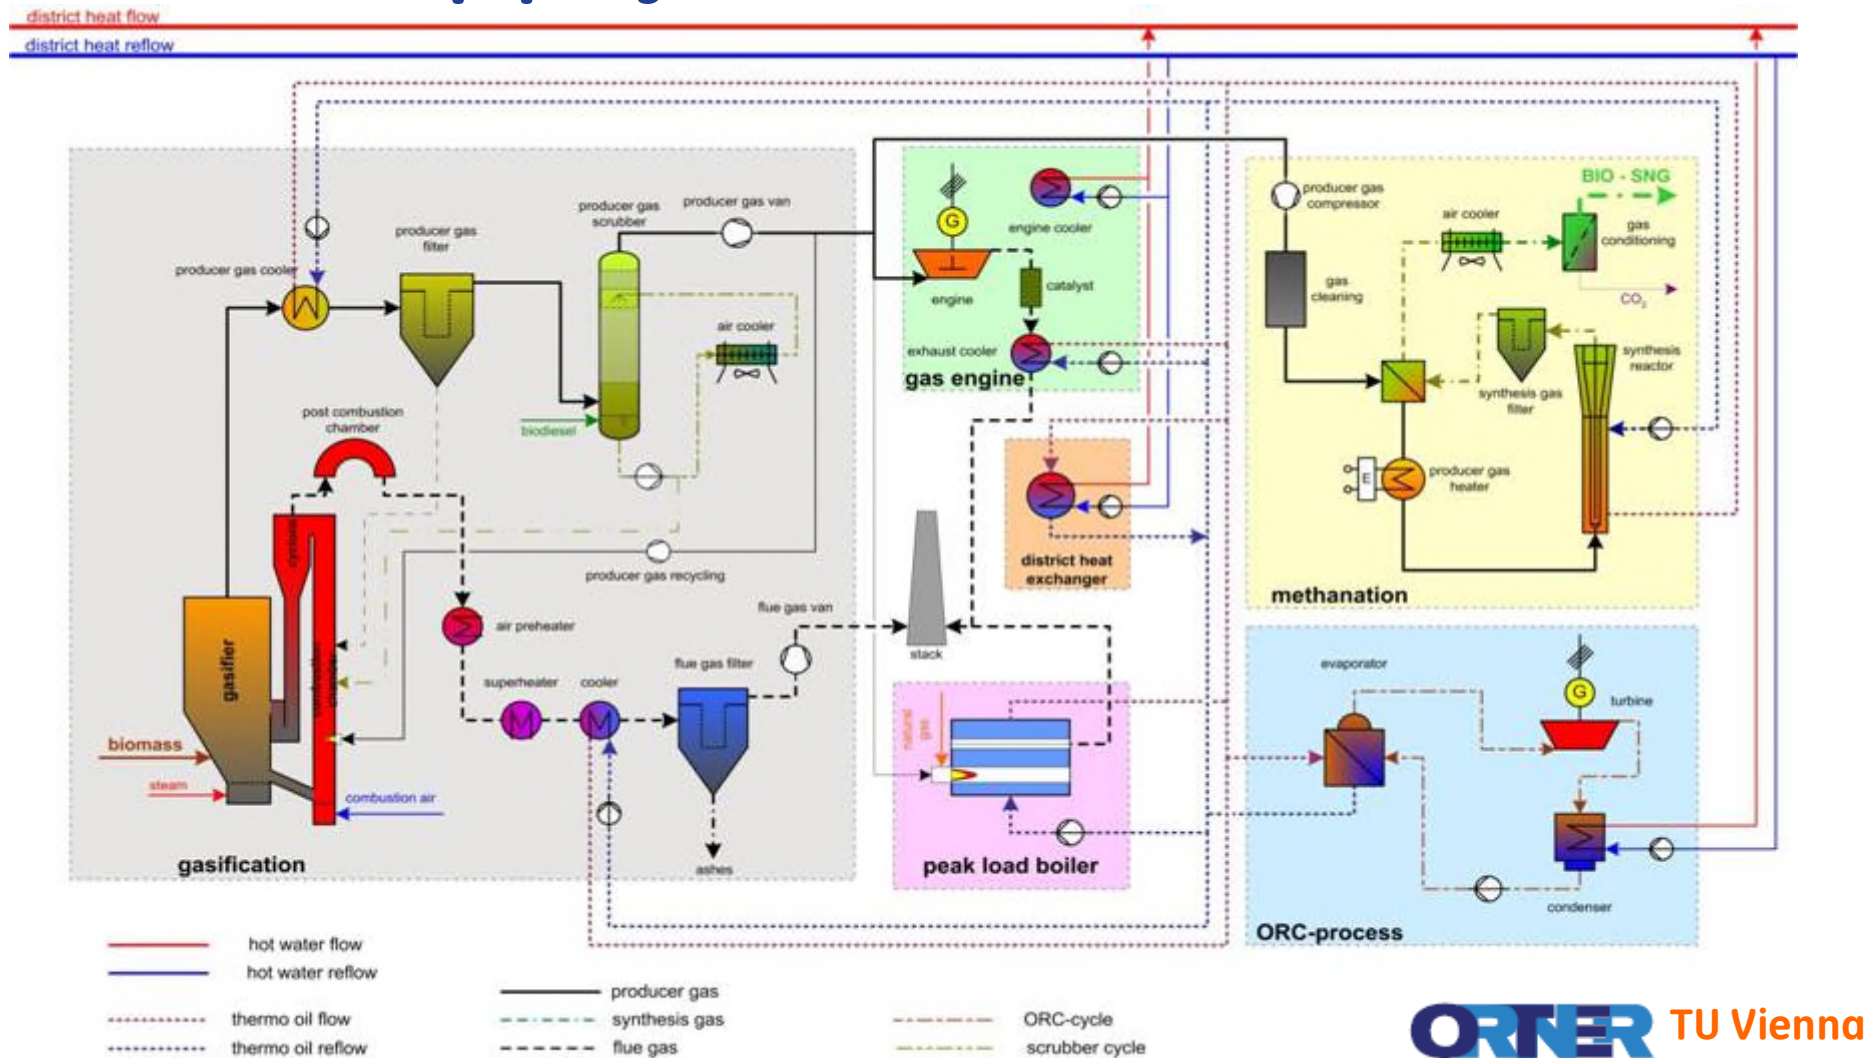 district heat flow
district heat reflow
producer gas cooler
producer gas
filter
producer gas
scrubber
producer gas van
air cooler
biodiesel
post combustion
chamber
cyclone
gasifier
combustion
chamber
producer gas recycling
air preheater
superheater
cooler
flue gas filter
flue gas van
ashes
biomass
steam
combustion air
gasification
G
engine
engine cooler
catalyst
exhaust cooler
gas engine
district heat
exchanger
stack
natural
gas
peak load boiler
producer gas
compressor
gas
cleaning
air cooler
BIO - SNG
gas
conditioning
CO2
synthesis
reactor
synthesis gas
filter
E
producer gas
heater
methanation
evaporator
G
turbine
condenser
ORC-process
hot water flow
hot water reflow
thermo oil flow
thermo oil reflow
producer gas
synthesis gas
flue gas
ORC-cycle
scrubber cycle
ORTNER
TU Vienna